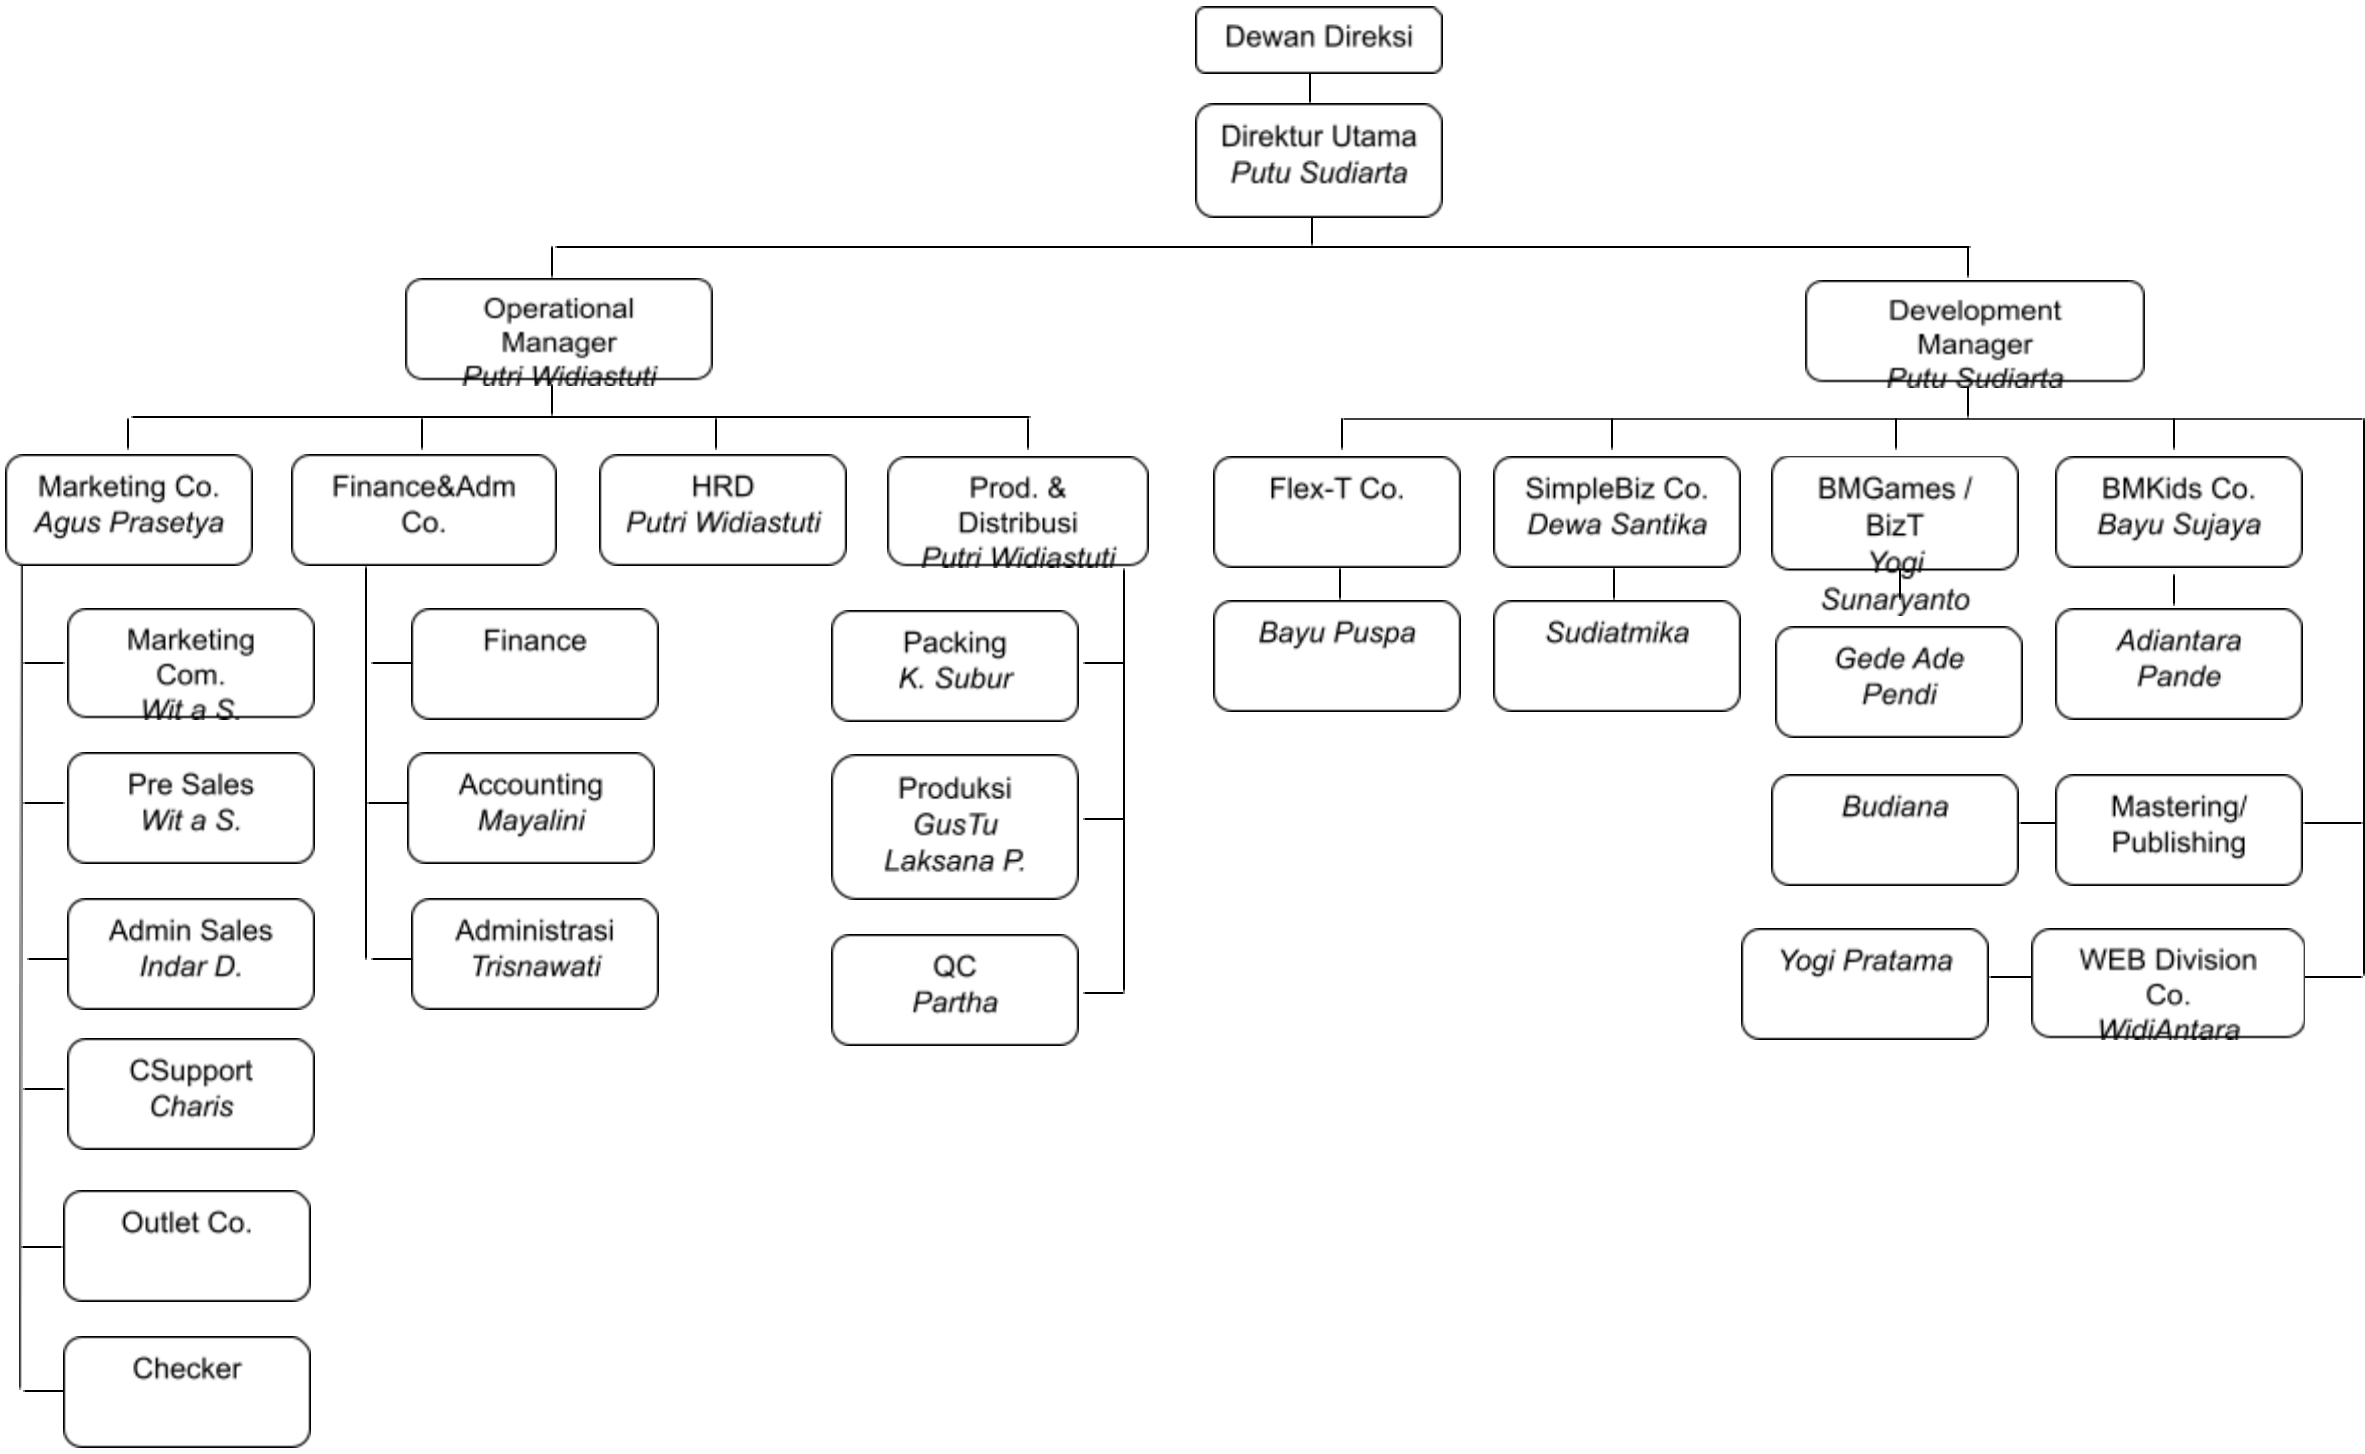 Dewan Direksi
Direktur Utama
Putu Sudiarta
Operational
Manager
Putri Widiastuti
Development
Manager
Putu Sudiarta
Marketing Co.
Agus Prasetya
Finance&Adm
Co.
HRD
Putri Widiastuti
Prod. &
Distribusi
Putri Widiastuti
Flex-T Co.
SimpleBiz Co.
Dewa Santika
BMGames /
BizT
Yogi
Sunaryanto
BMKids Co.
Bayu Sujaya
Marketing
Com.
Wit a S.
Finance
Packing
K. Subur
Bayu Puspa
Sudiatmika
Gede Ade
Pendi
Adiantara
Pande
Pre Sales
Wit a S.
Accounting
Mayalini
Produksi
GusTu
Laksana P.
Budiana
Mastering/
Publishing
Admin Sales
Indar D.
Administrasi
Trisnawati
QC
Partha
Yogi Pratama
WEB Division
Co.
WidiAntara
CSupport
Charis
Outlet Co.
Checker